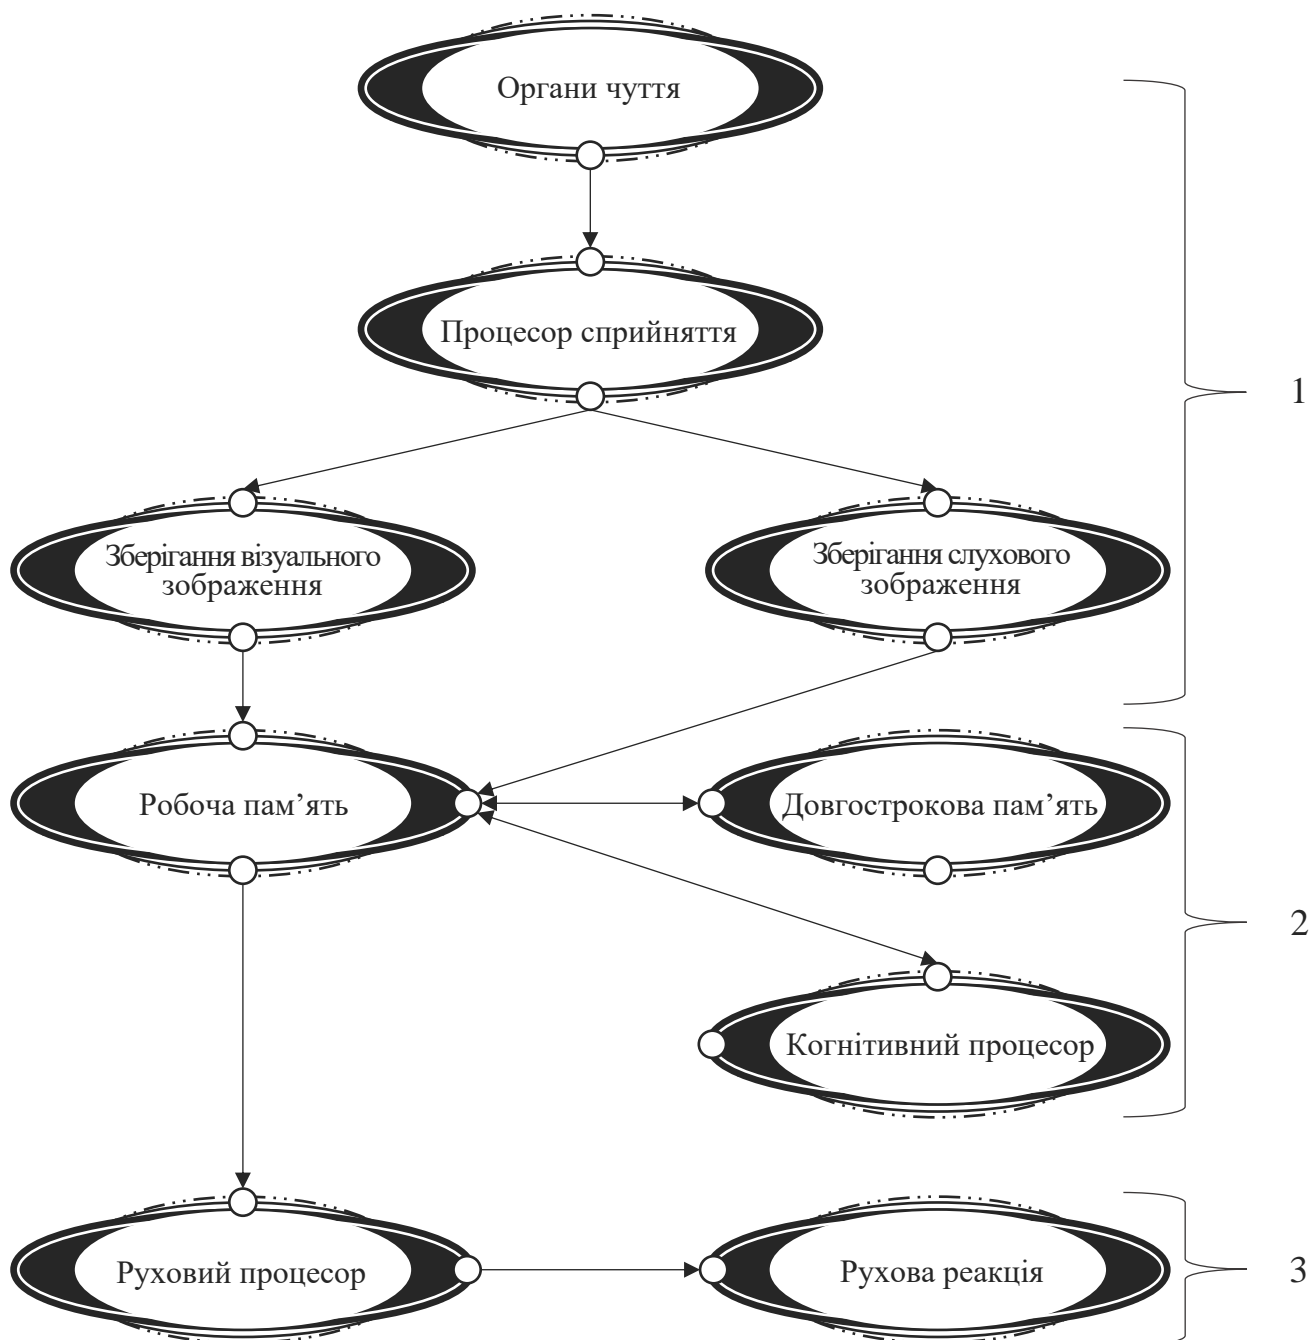 Органи чуття
Процесор сприйняття
1
Зберігання візуального
зображення
Зберігання слухового
зображення
Робоча пам’ять
Довгострокова пам’ять
2
Когнітивний процесор
Руховий процесор
Рухова реакція
3